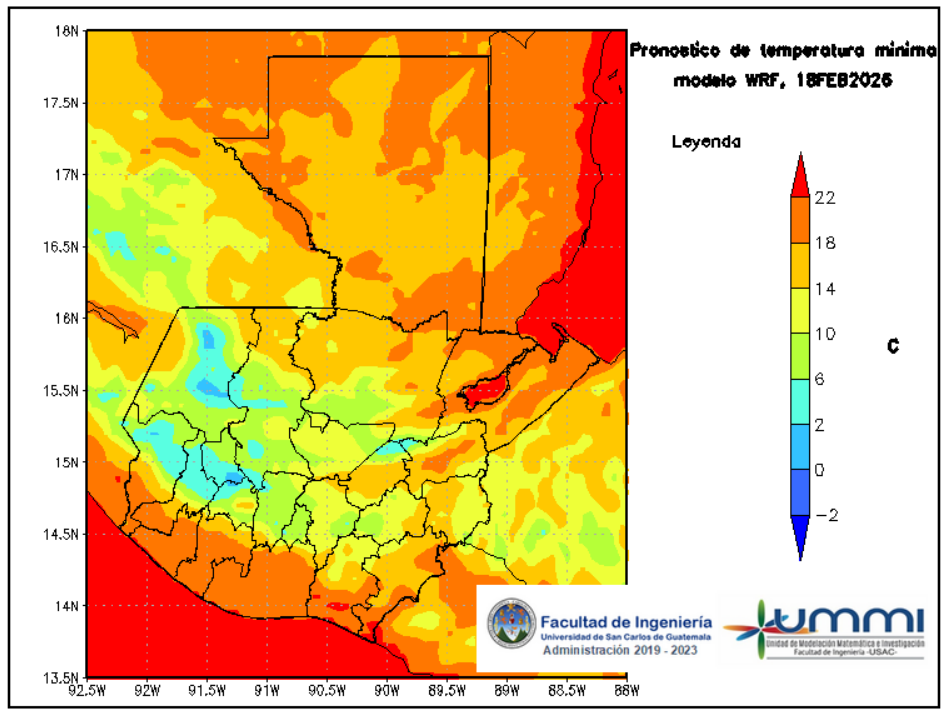 Pronostico de temperatura minima
modelo WRF, 18FEB2026
Leyenda
22
18
14
10
6
2
0
−2
C
18N
17.5N
17N
16.5N
16N
15.5N
15N
14.5N
14N
13.5N
92.5W 92W 91.5W 91W 90.5W 90W 89.5W 89W 88.5W 88W
Facultad de Ingeniería
Universidad de San Carlos de Guatemala
Administración 2019 - 2023
ummi
Unidad de Modelación Matemática e Investigación
Facultad de Ingeniería -USAC-